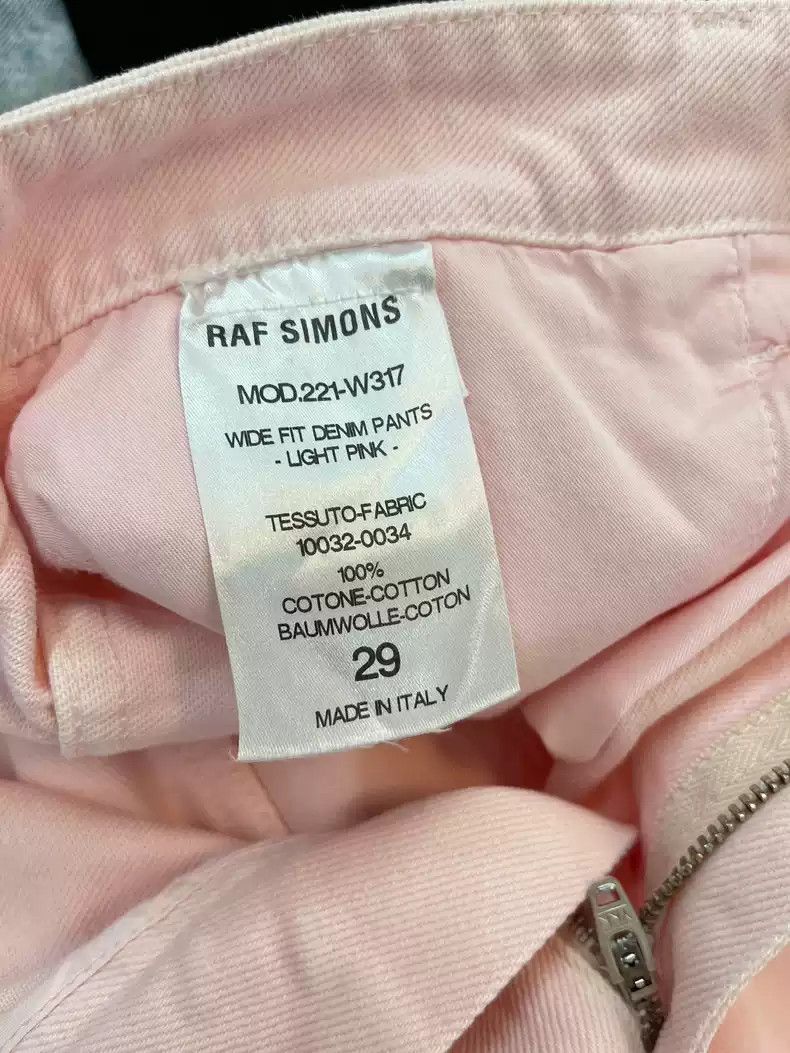 RAF SIMONS
MOD.221-W317
WIDE FIT DENIM PANTS
- LIGHT PINK -
TESSUTO-FABRIC
10032-0034
100%
COTONE-COTTON
BAUMWOLLE-COTON
29
MADE IN ITALY